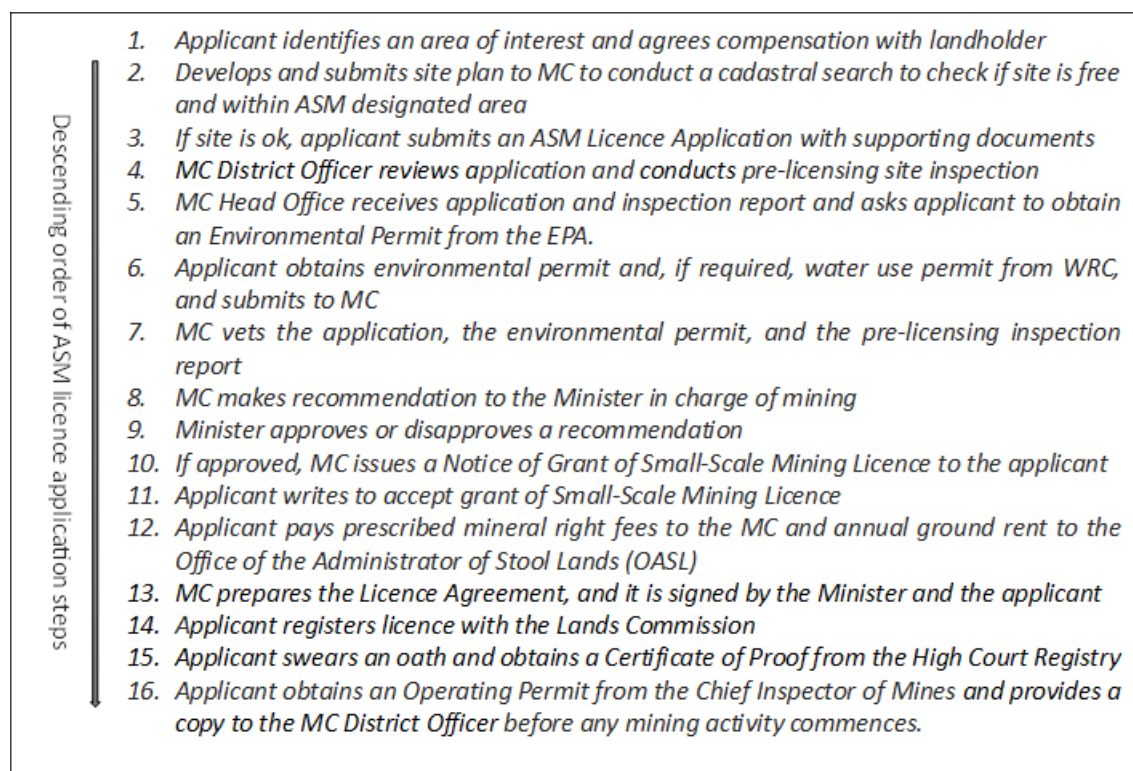 Descending order of ASM licence application steps
1. Applicant identifies an area of interest and agrees compensation with landholder
2. Develops and submits site plan to MC to conduct a cadastral search to check if site is free
and within ASM designated area
3. If site is ok, applicant submits an ASM Licence Application with supporting documents
4. MC District Officer reviews application and conducts pre-licensing site inspection
5. MC Head Office receives application and inspection report and asks applicant to obtain
an Environmental Permit from the EPA.
6. Applicant obtains environmental permit and, if required, water use permit from WRC,
and submits to MC
7. MC vets the application, the environmental permit, and the pre-licensing inspection
report
8. MC makes recommendation to the Minister in charge of mining
9. Minister approves or disapproves a recommendation
10. If approved, MC issues a Notice of Grant of Small-Scale Mining Licence to the applicant
11. Applicant writes to accept grant of Small-Scale Mining Licence
12. Applicant pays prescribed mineral right fees to the MC and annual ground rent to the
Office of the Administrator of Stool Lands (OASL)
13. MC prepares the Licence Agreement, and it is signed by the Minister and the applicant
14. Applicant registers licence with the Lands Commission
15. Applicant swears an oath and obtains a Certificate of Proof from the High Court Registry
16. Applicant obtains an Operating Permit from the Chief Inspector of Mines and provides a
copy to the MC District Officer before any mining activity commences.